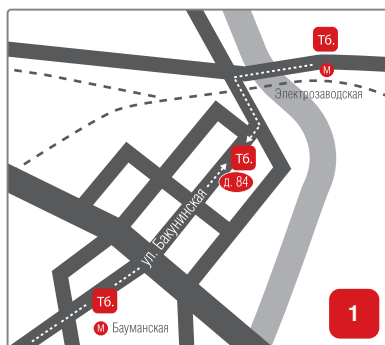 Тб.
М
Электрозаводская
Тб.
д. 84
ул. Бакунинская
Тб.
М Бауманская
1